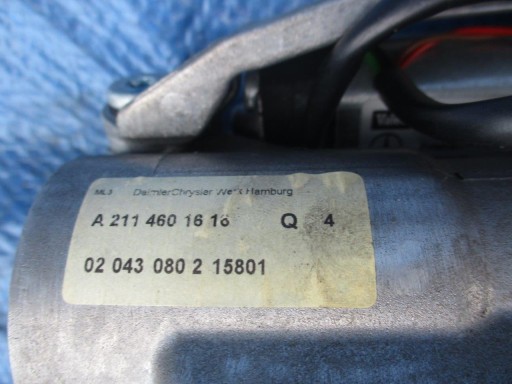 DaimlerChrysler Werk Hamburg
A 211 460 16 16 Q 4
02 043 080 2 15801